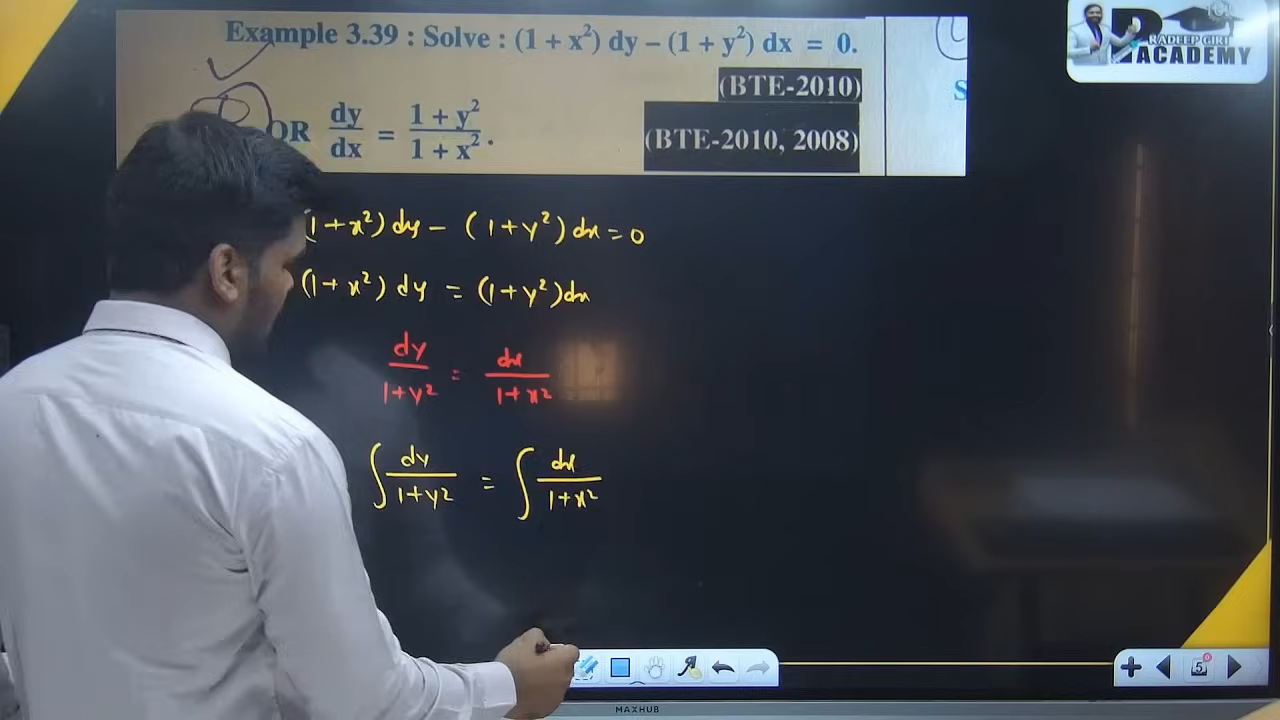 Example 3.39 : Solve : (1 + x²) dy – (1 + y²) dx = 0.
(BTE-2010)
OR dy/dx = (1 + y²)/(1 + x²).
(BTE-2010, 2008)
RADEEP GIRI
ACADEMY
S
(1+x²) dy – (1+y²) dx = 0
(1+x²) dy = (1+y²) dx
dy/(1+y²) = dx/(1+x²)
∫ dy/(1+y²) = ∫ dx/(1+x²)
5
MAXHUB